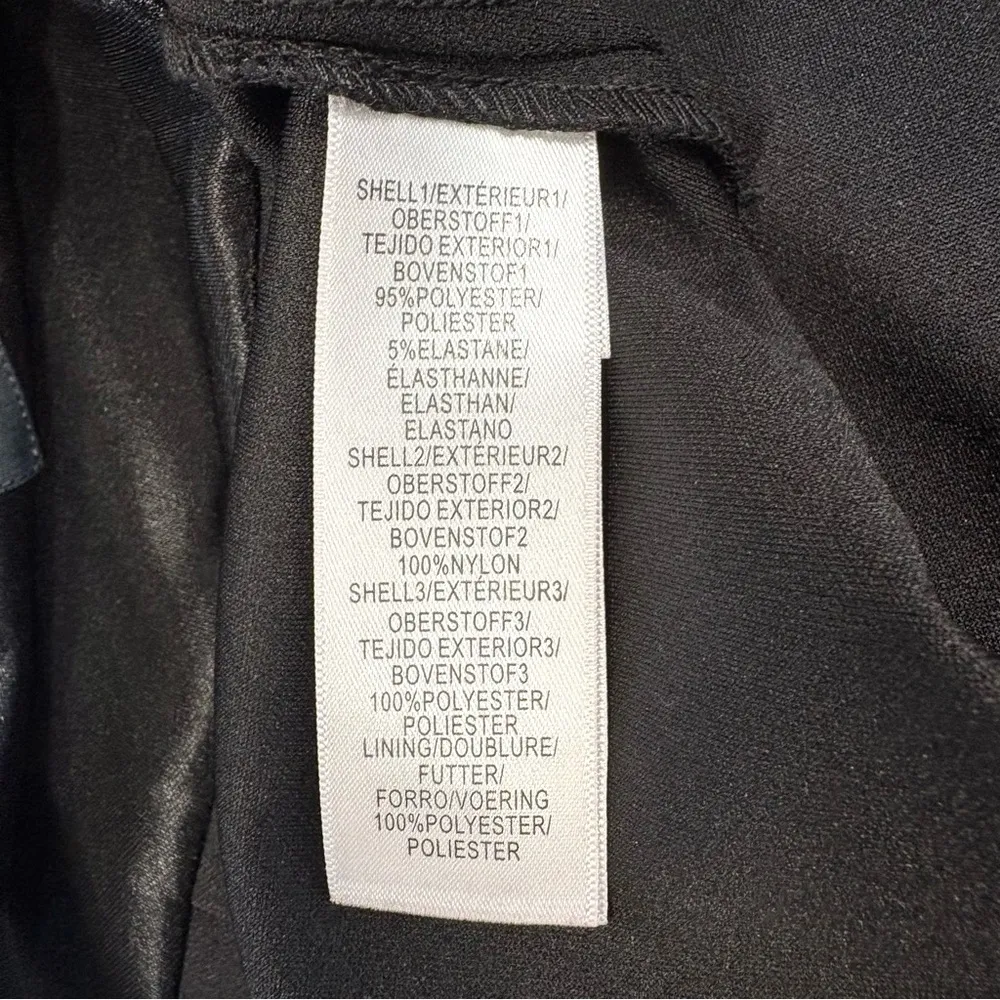 SHELL1/EXTÉRIEUR1/
OBERSTOFF1/
TEJIDO EXTERIOR1/
BOVENSTOF1
95%POLYESTER/
POLIESTER
5%ELASTANE/
ÉLASTHANNE/
ELASTHAN/
ELASTANO
SHELL2/EXTÉRIEUR2/
OBERSTOFF2/
TEJIDO EXTERIOR2/
BOVENSTOF2
100%NYLON
SHELL3/EXTÉRIEUR3/
OBERSTOFF3/
TEJIDO EXTERIOR3/
BOVENSTOF3
100%POLYESTER/
POLIESTER
LINING/DOUBLURE/
FUTTER/
FORRO/VOERING
100%POLYESTER/
POLIESTER